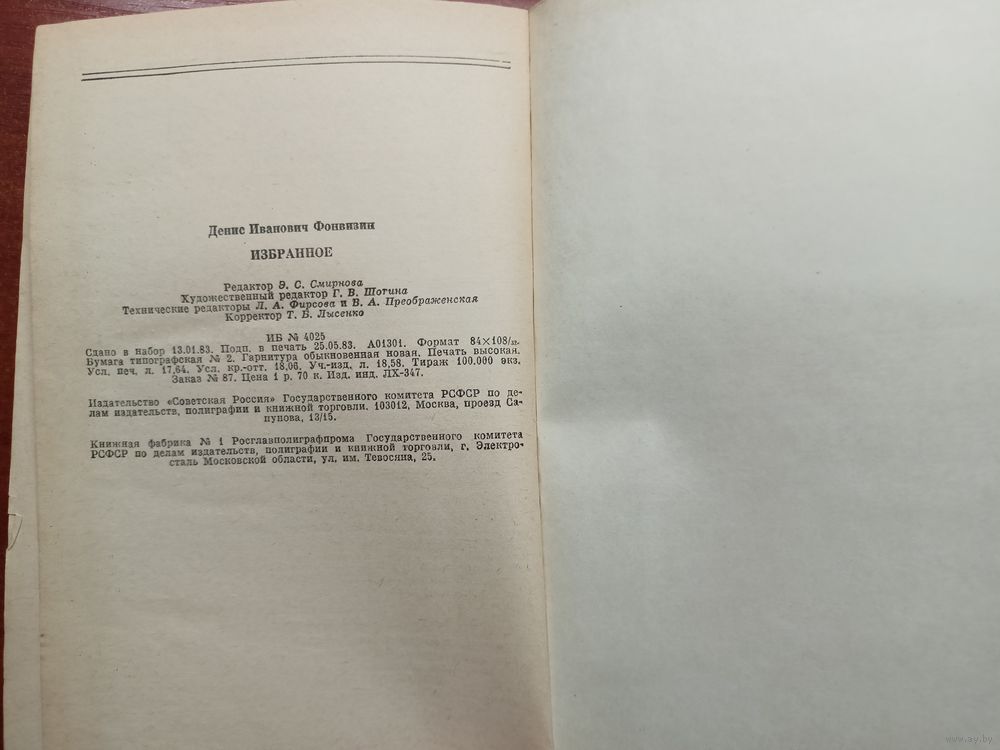 Денис Иванович Фонвизин
ИЗБРАННОЕ
Редактор Э. С. Смирнова
Художественный редактор Г. В. Шотина
Технические редакторы Л. А. Фирсова и В. А. Преображенская
Корректор Т. Б. Лысенко
ИБ № 4025
Сдано в набор 13.01.83. Подп. в печать 25.05.83. А01301. Формат 84×108/32.
Бумага типографская № 2. Гарнитура обыкновенная новая. Печать высокая.
Усл. печ. л. 17,64. Усл. кр.-отт. 18,06. Уч.-изд. л. 18,58. Тираж 100.000 экз.
Заказ № 87. Цена 1 р. 70 к. Изд. инд. ЛХ-347.
Издательство «Советская Россия» Государственного комитета РСФСР по де-
лам издательств, полиграфии и книжной торговли. 103012, Москва, проезд Са-
пунова, 13/15.
Книжная фабрика № 1 Росглавполиграфпрома Государственного комитета
РСФСР по делам издательств, полиграфии и книжной торговли, г. Электро-
сталь Московской области, ул. им. Тевосяна, 25.
www.ay.by